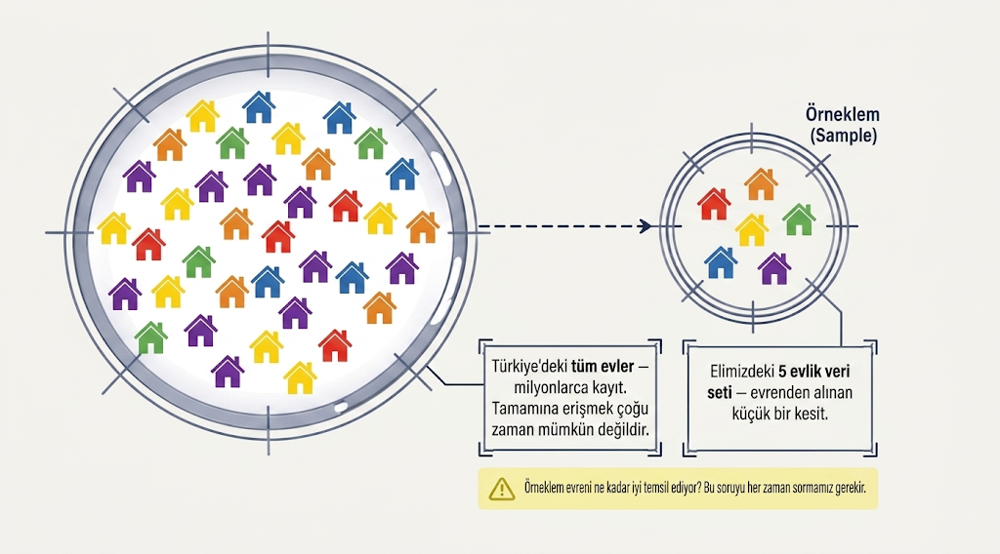 Örneklem
(Sample)
Türkiye'deki tüm evler —
milyonlarca kayıt.
Tamamına erişmek çoğu
zaman mümkün değildir.
Elimizdeki 5 evlik veri
seti — evrenden alınan
küçük bir kesit.
Örneklem evreni ne kadar iyi temsil ediyor? Bu soruyu her zaman sormamız gerekir.